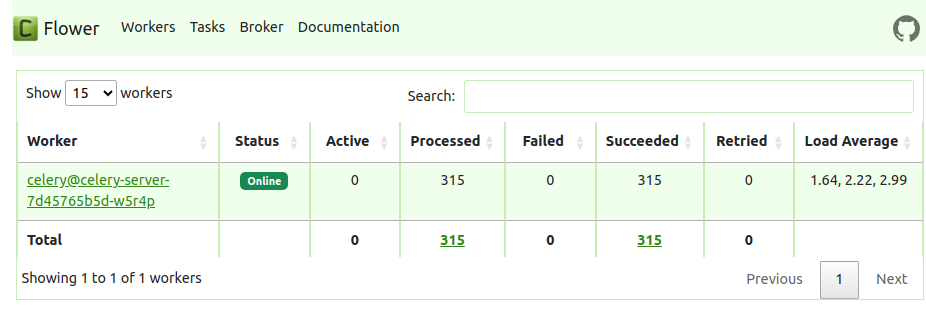 C Flower Workers Tasks Broker Documentation
Show 15 workers Search:
Worker Status Active Processed Failed Succeeded Retried Load Average
celery@celery-server- Online 0 315 0 315 0 1.64, 2.22, 2.99
7d45765b5d-w5r4p
Total 0 315 0 315 0
Showing 1 to 1 of 1 workers Previous 1 Next